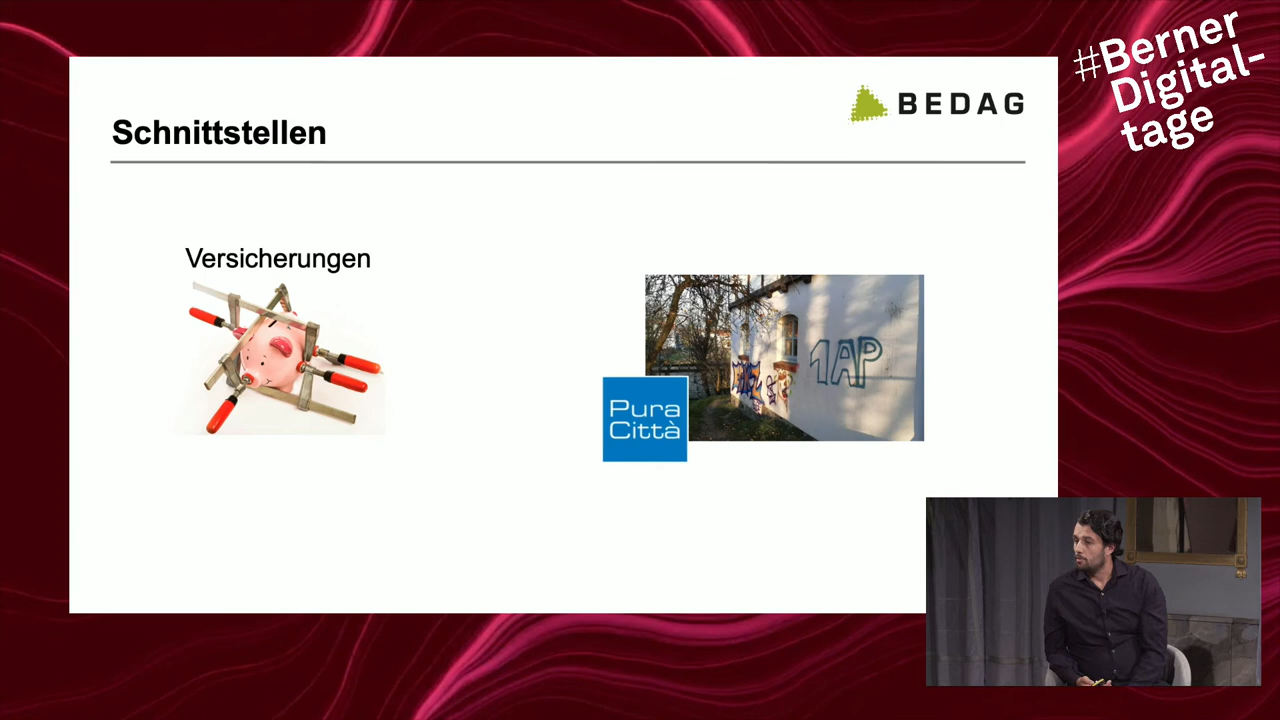 #Berner
Digital-
tage
BEDAG
Schnittstellen
Versicherungen
1AP
Pura
Città